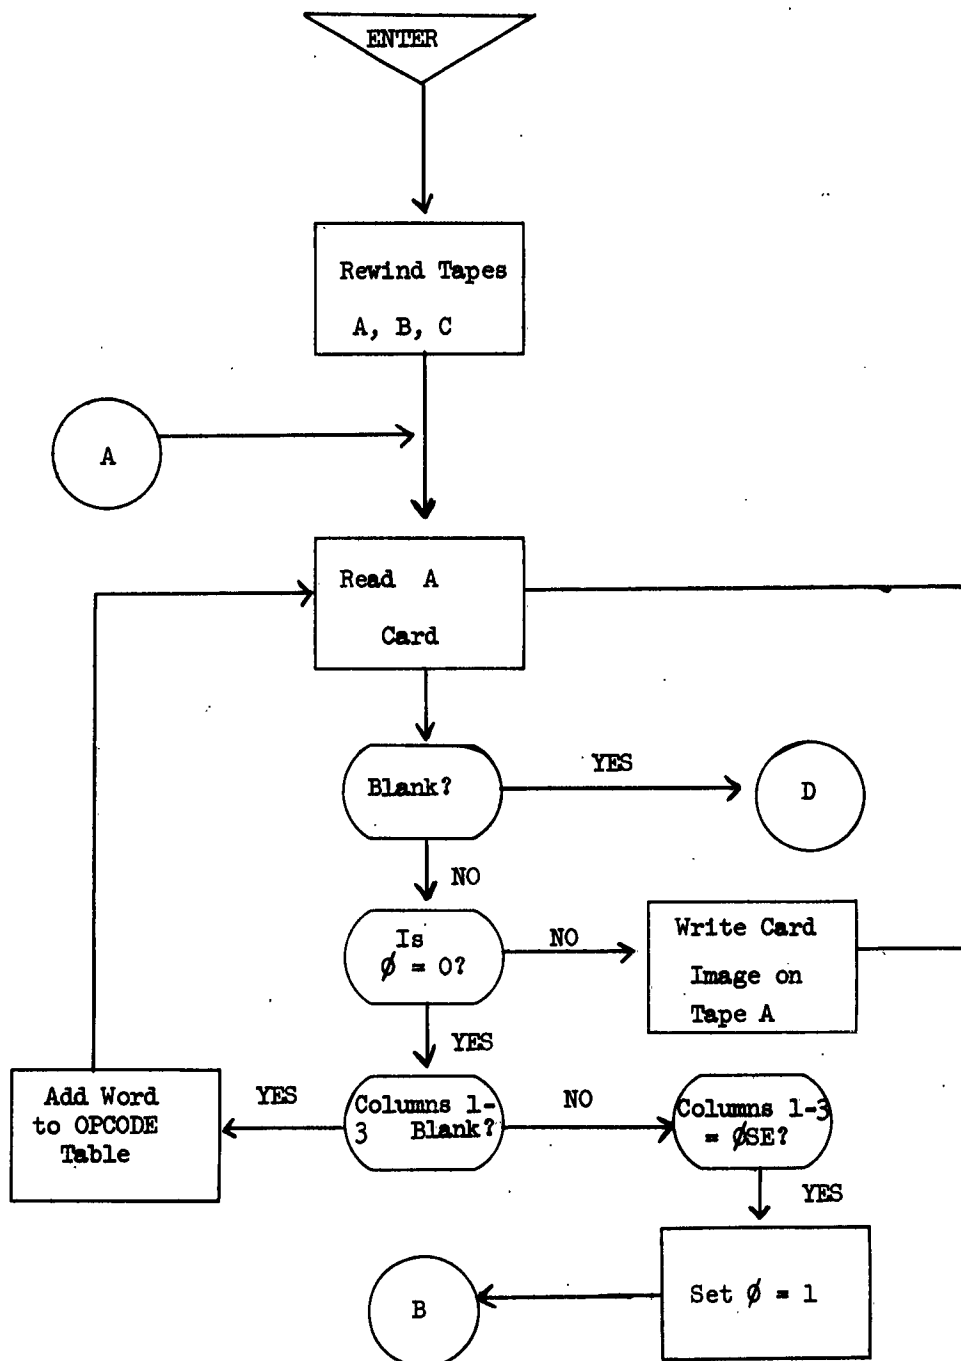 ENTER
Rewind Tapes
A, B, C
A
Read A
Card
Blank?
YES
D
NO
Is
ø = 0?
NO
Write Card
Image on
Tape A
YES
Add Word
to OPCODE
Table
YES
Columns 1-
3 Blank?
NO
Columns 1-3
= øSE?
YES
B
Set ø = 1